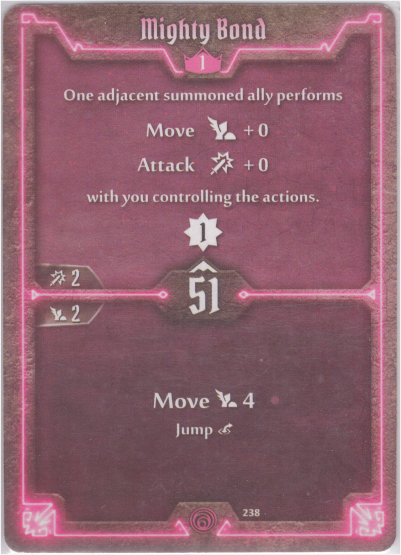 Mighty Bond
1
One adjacent summoned ally performs
Move + 0
Attack + 0
with you controlling the actions.
1
2
51
2
Move 4
Jump
238